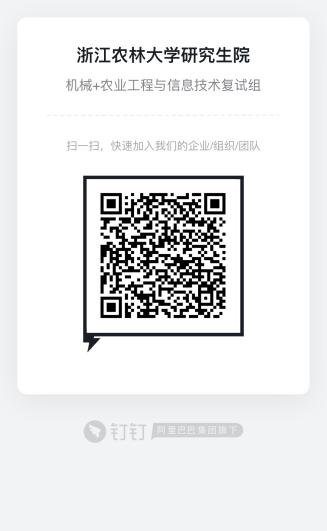 浙江农林大学研究生院
机械+农业工程与信息技术复试组
扫一扫，快速加入我们的企业/组织/团队
钉钉 阿里巴巴集团旗下